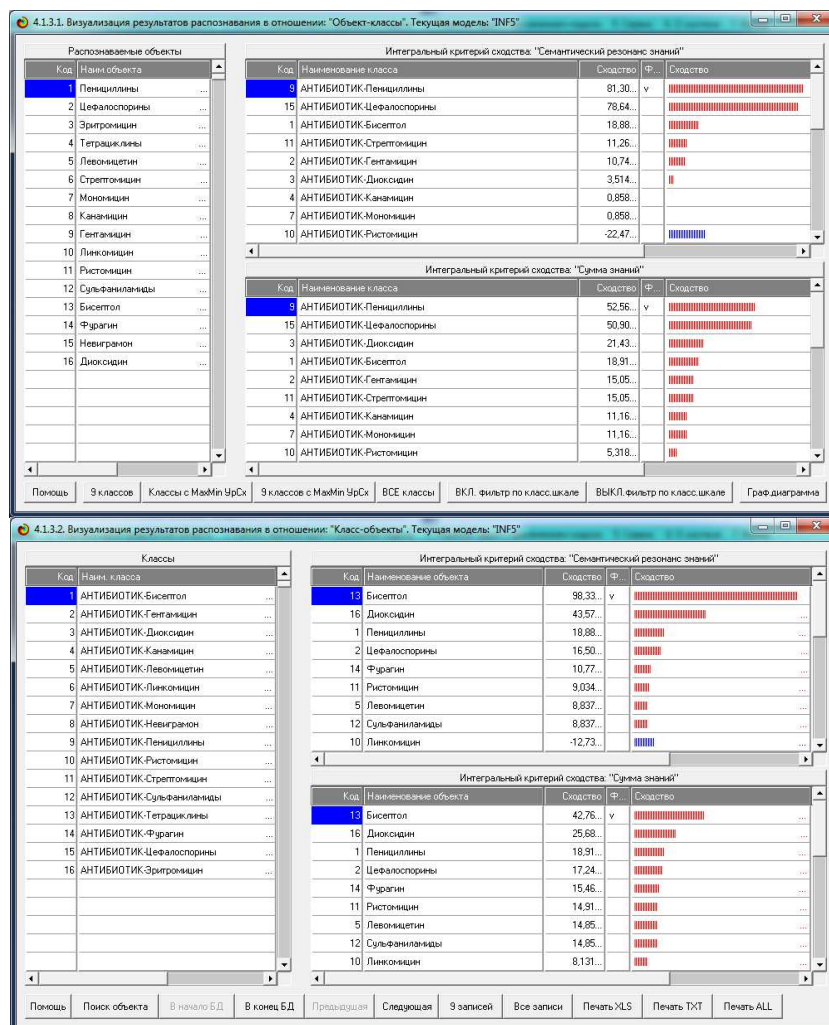 4.1.3.1. Визуализация результатов распознавания в отношении: "Объект-классы". Текущая модель: "INF5"
Распознаваемые объекты
Код Наим.объекта
1 Пенициллины ...
2 Цефалоспорины ...
3 Эритромицин ...
4 Тетрациклины ...
5 Левомицетин ...
6 Стрептомицин ...
7 Мономицин ...
8 Канамицин ...
9 Гентамицин ...
10 Линкомицин ...
11 Ристомицин ...
12 Сульфаниламиды ...
13 Бисептол ...
14 Фурагин ...
15 Невиграмон ...
16 Диоксидин ...
Интегральный критерий сходства: "Семантический резонанс знаний"
Код Наименование класса Сходство Ф... Сходство
9 АНТИБИОТИК-Пенициллины 81,30... v
15 АНТИБИОТИК-Цефалоспорины 78,64...
1 АНТИБИОТИК-Бисептол 18,88...
11 АНТИБИОТИК-Стрептомицин 11,26...
2 АНТИБИОТИК-Гентамицин 10,74...
3 АНТИБИОТИК-Диоксидин 3,514...
4 АНТИБИОТИК-Канамицин 0,858...
7 АНТИБИОТИК-Мономицин 0,858...
10 АНТИБИОТИК-Ристомицин -22,47...
Интегральный критерий сходства: "Сумма знаний"
Код Наименование класса Сходство Ф... Сходство
9 АНТИБИОТИК-Пенициллины 52,56... v
15 АНТИБИОТИК-Цефалоспорины 50,90...
3 АНТИБИОТИК-Диоксидин 21,43...
1 АНТИБИОТИК-Бисептол 18,91...
2 АНТИБИОТИК-Гентамицин 15,05...
11 АНТИБИОТИК-Стрептомицин 15,05...
4 АНТИБИОТИК-Канамицин 11,16...
7 АНТИБИОТИК-Мономицин 11,16...
10 АНТИБИОТИК-Ристомицин 5,318...
Помощь 9 классов Классы с MaxMin УрСх 9 классов с MaxMin УрСх ВСЕ классы ВКЛ. фильтр по класс.шкале ВЫКЛ.фильтр по класс.шкале Граф.диаграмма
4.1.3.2. Визуализация результатов распознавания в отношении: "Класс-объекты". Текущая модель: "INF5"
Классы
Код Наим. класса
1 АНТИБИОТИК-Бисептол ...
2 АНТИБИОТИК-Гентамицин ...
3 АНТИБИОТИК-Диоксидин ...
4 АНТИБИОТИК-Канамицин ...
5 АНТИБИОТИК-Левомицетин ...
6 АНТИБИОТИК-Линкомицин ...
7 АНТИБИОТИК-Мономицин ...
8 АНТИБИОТИК-Невиграмон ...
9 АНТИБИОТИК-Пенициллины ...
10 АНТИБИОТИК-Ристомицин ...
11 АНТИБИОТИК-Стрептомицин ...
12 АНТИБИОТИК-Сульфаниламиды ...
13 АНТИБИОТИК-Тетрациклины ...
14 АНТИБИОТИК-Фурагин ...
15 АНТИБИОТИК-Цефалоспорины ...
16 АНТИБИОТИК-Эритромицин ...
Интегральный критерий сходства: "Семантический резонанс знаний"
Код Наименование объекта Сходство Ф... Сходство
13 Бисептол 98,33... v ...
16 Диоксидин 43,57... ...
1 Пенициллины 18,88... ...
2 Цефалоспорины 16,50... ...
14 Фурагин 10,77... ...
11 Ристомицин 9,034... ...
5 Левомицетин 8,837... ...
12 Сульфаниламиды 8,837... ...
10 Линкомицин -12,73... ...
Интегральный критерий сходства: "Сумма знаний"
Код Наименование объекта Сходство Ф... Сходство
13 Бисептол 42,76... v ...
16 Диоксидин 25,68... ...
1 Пенициллины 18,91... ...
2 Цефалоспорины 17,24... ...
14 Фурагин 15,46... ...
11 Ристомицин 14,91... ...
5 Левомицетин 14,85... ...
12 Сульфаниламиды 14,85... ...
10 Линкомицин 8,131... ...
Помощь Поиск объекта В начало БД В конец БД Предыдущая Следующая 9 записей Все записи Печать XLS Печать TXT Печать ALL